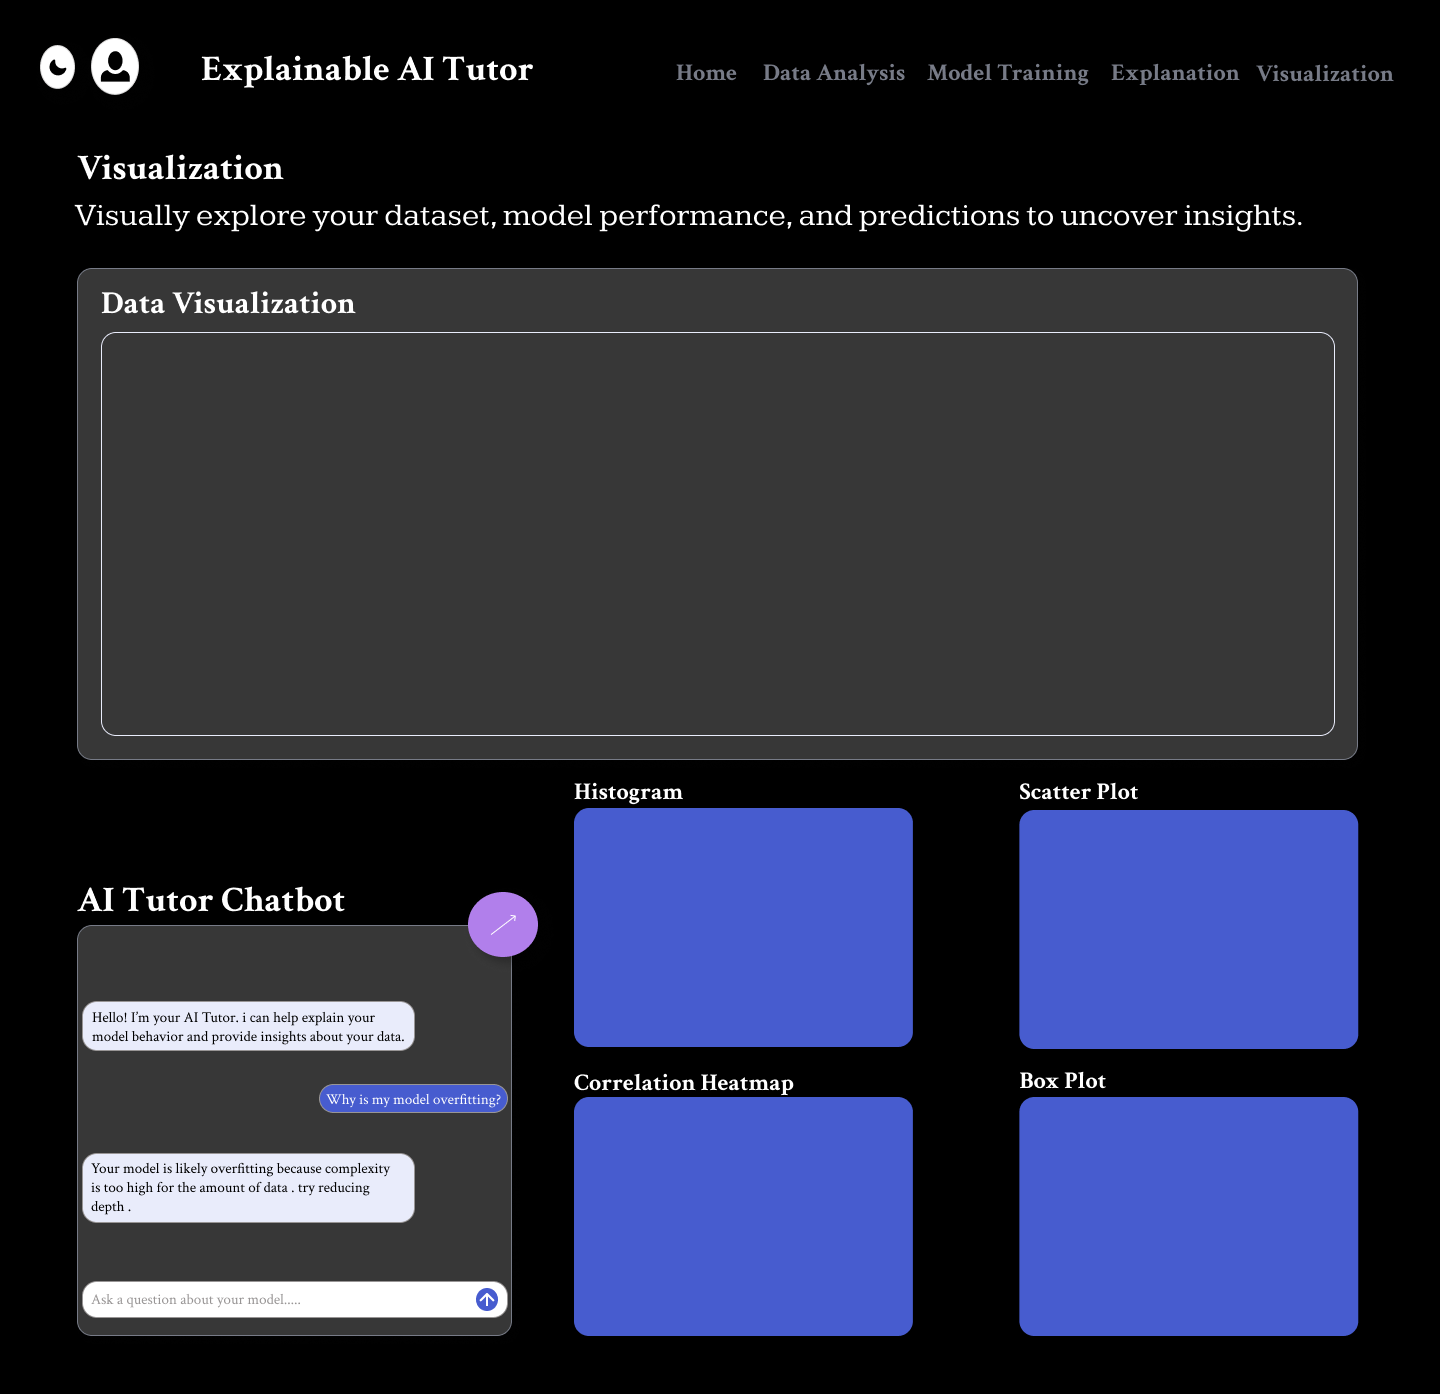 Explainable AI Tutor
Home Data Analysis Model Training Explanation Visualization
Visualization
Visually explore your dataset, model performance, and predictions to uncover insights.
Data Visualization
Histogram
Scatter Plot
AI Tutor Chatbot
Hello! I’m your AI Tutor. i can help explain your
model behavior and provide insights about your data.
Why is my model overfitting?
Your model is likely overfitting because complexity
is too high for the amount of data . try reducing
depth .
Ask a question about your model.....
Correlation Heatmap
Box Plot